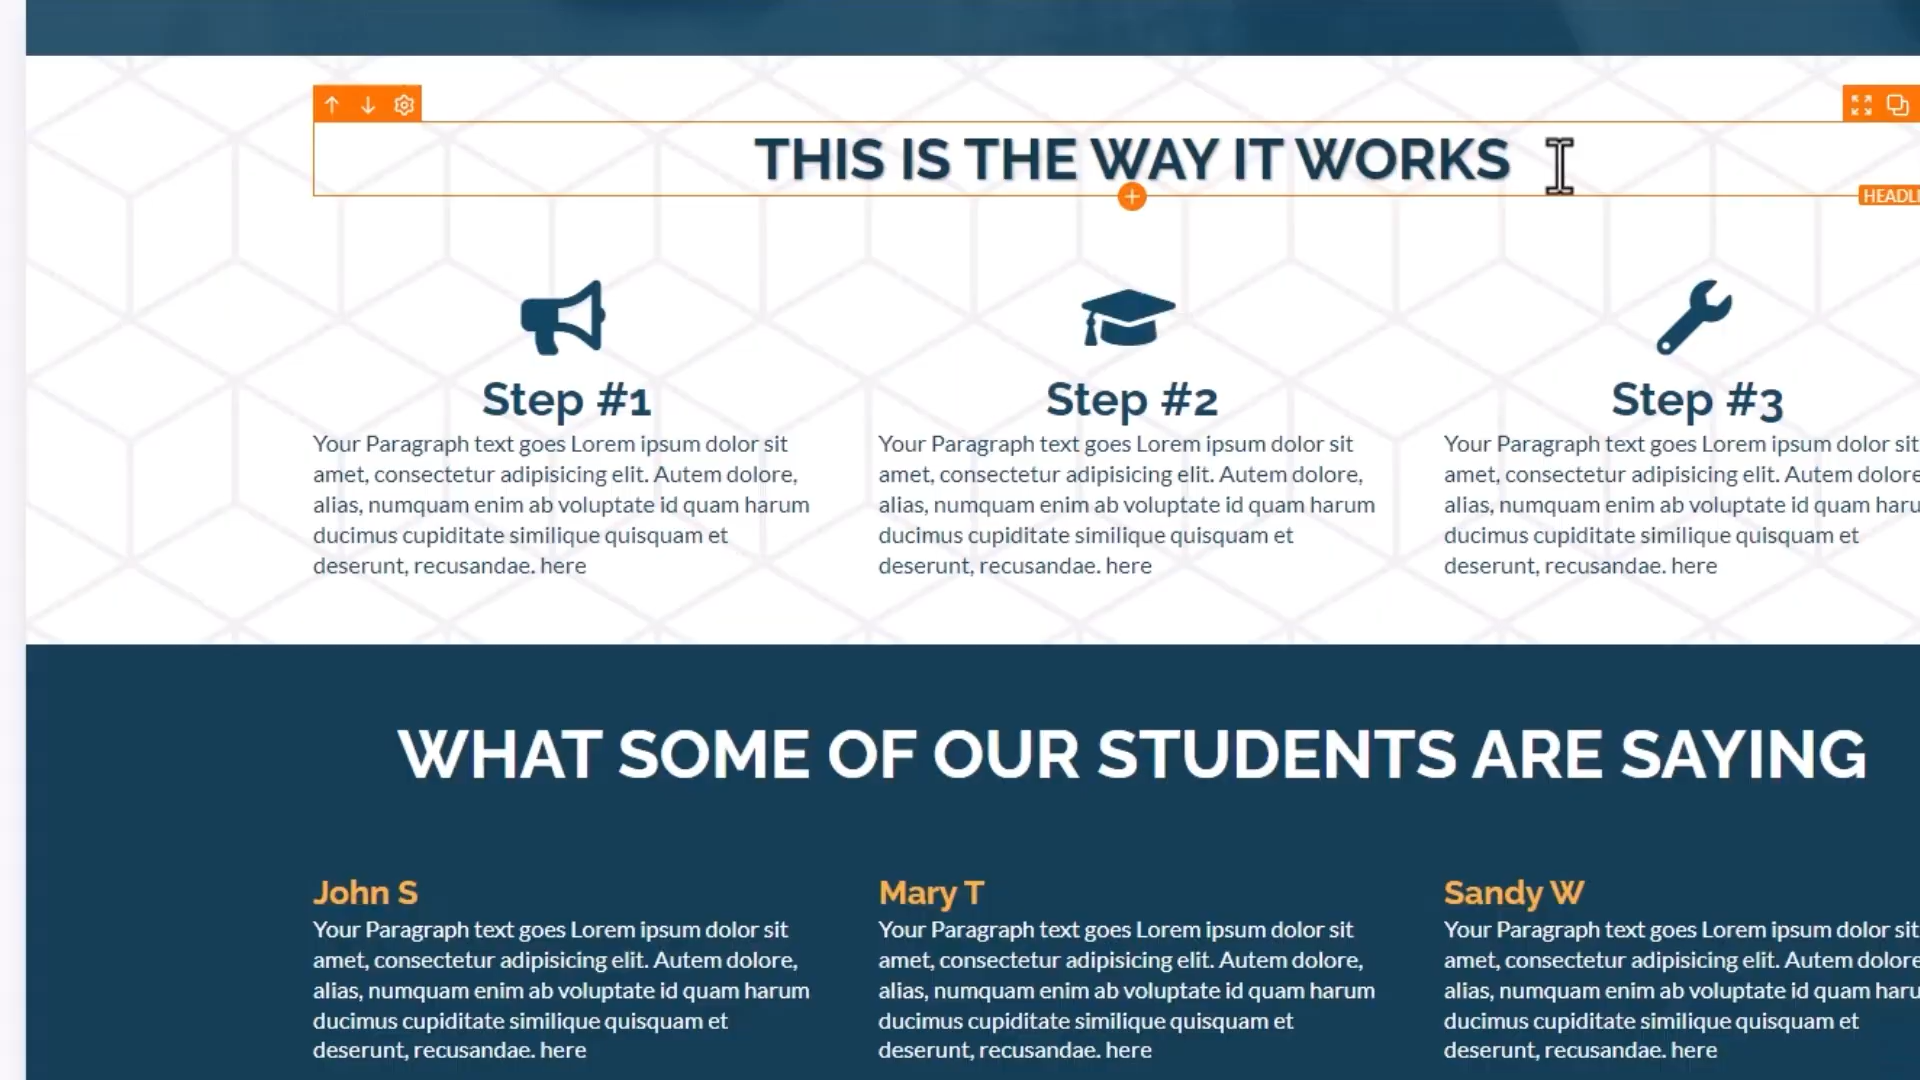 THIS IS THE WAY IT WORKS
Step #1
Your Paragraph text goes Lorem ipsum dolor sit
amet, consectetur adipisicing elit. Autem dolore,
alias, numquam enim ab voluptate id quam harum
ducimus cupiditate similique quisquam et
deserunt, recusandae. here
Step #2
Your Paragraph text goes Lorem ipsum dolor sit
amet, consectetur adipisicing elit. Autem dolore,
alias, numquam enim ab voluptate id quam harum
ducimus cupiditate similique quisquam et
deserunt, recusandae. here
Step #3
Your Paragraph text goes Lorem ipsum dolor sit
amet, consectetur adipisicing elit. Autem dolore
alias, numquam enim ab voluptate id quam
ducimus cupiditate similique quisquam et
deserunt, recusandae. here
WHAT SOME OF OUR STUDENTS ARE SAYING
John S
Your Paragraph text goes Lorem ipsum dolor sit
amet, consectetur adipisicing elit. Autem dolore,
alias, numquam enim ab voluptate id quam harum
ducimus cupiditate similique quisquam et
deserunt, recusandae. here
Mary T
Your Paragraph text goes Lorem ipsum dolor sit
amet, consectetur adipisicing elit. Autem dolore,
alias, numquam enim ab voluptate id quam harum
ducimus cupiditate similique quisquam et
deserunt, recusandae. here
Sandy W
Your Paragraph text goes Lorem ipsum dolor sit
amet, consectetur adipisicing elit. Autem dolore
alias, numquam enim ab voluptate id quam
ducimus cupiditate similique quisquam et
deserunt, recusandae. here